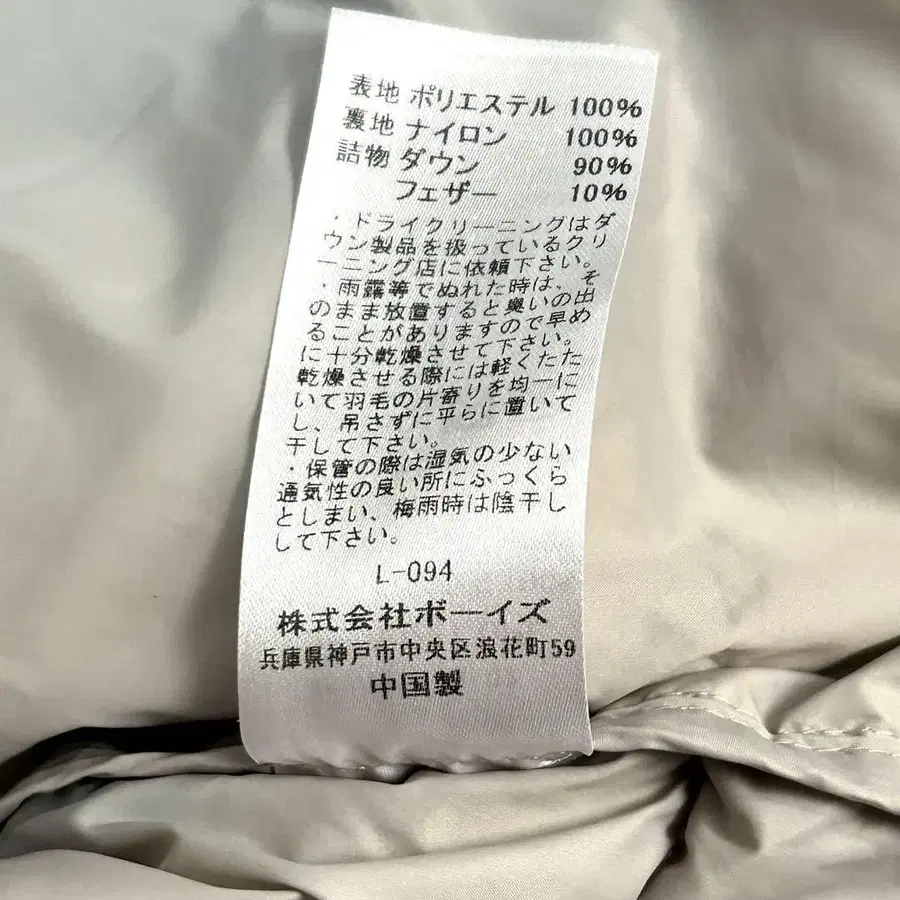 表地 ポリエステル 100%
裏地 ナイロン 100%
詰物 ダウン 90%
フェザー 10%
・ドライクリーニングはダ
ウン製品を扱っているクリ
ーニング店に依頼下さい。
・雨露等でぬれた時は、そ
のまま放置すると臭いの出
ることがありますので早め
に十分乾燥させて下さい。
乾燥させる際には軽くたた
いて羽毛の片寄りを均一に
し、吊さずに平らに置いて
干して下さい。
・保管の際は湿気の少ない
通気性の良い所にふっくら
としまい、梅雨時は陰干し
して下さい。
L-094
株式会社ボーイズ
兵庫県神戸市中央区浪花町59
中国製